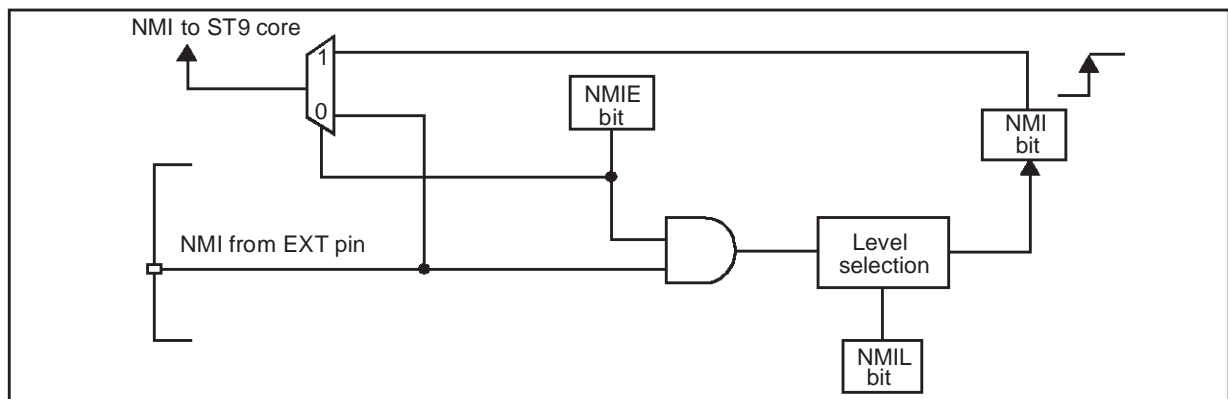 NMI to ST9 core
1
0
NMIE
bit
NMI
bit
NMI from EXT pin
Level
selection
NMIL
bit